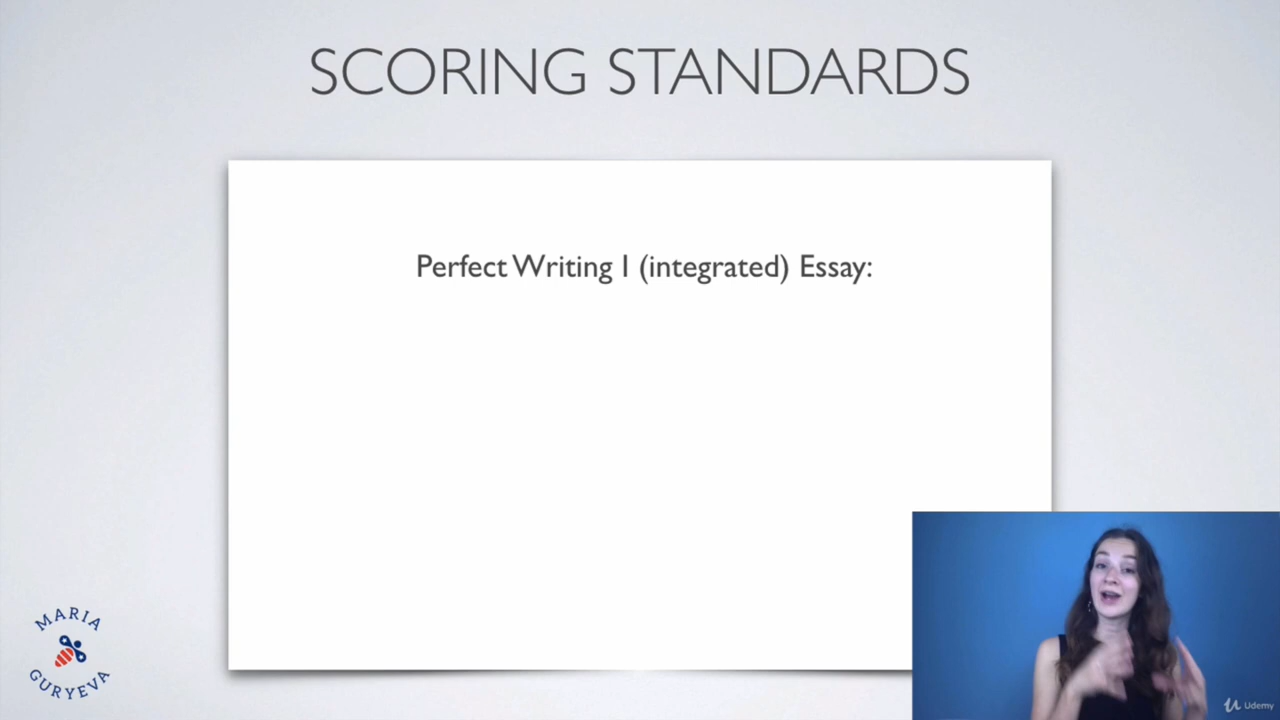 SCORING STANDARDS
Perfect Writing I (integrated) Essay:
MARIA
GURYEVA
Udemy